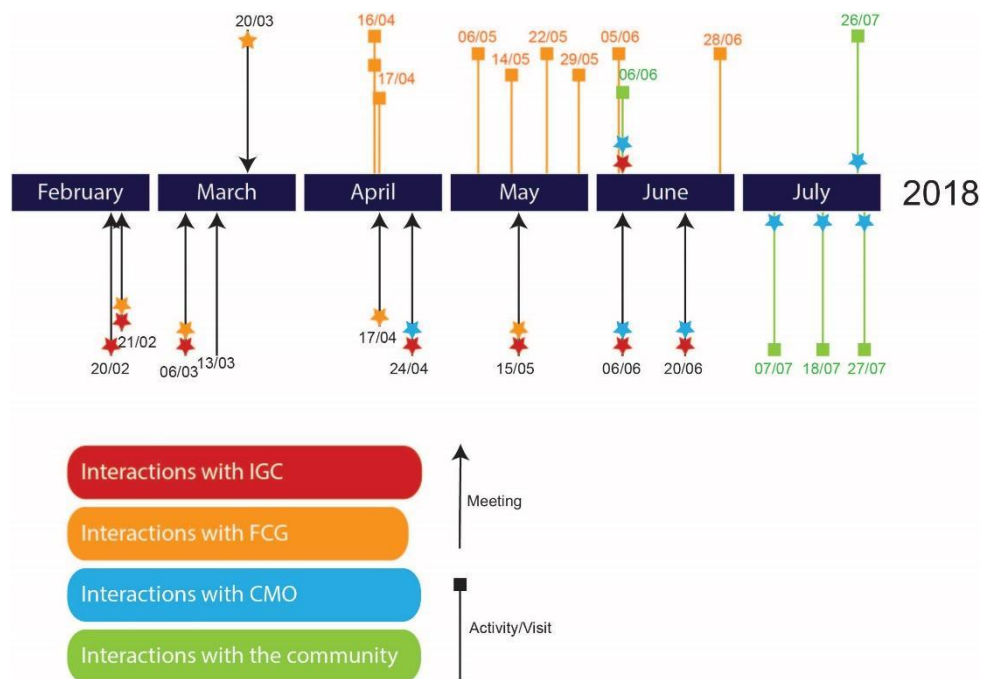 20/03
16/04
17/04
06/05
14/05
22/05
29/05
05/06
06/06
28/06
26/07
February
March
April
May
June
July
2018
20/02
21/02
06/03
13/03
17/04
24/04
15/05
06/06
20/06
07/07
18/07
27/07
Interactions with IGC
Interactions with FCG
Interactions with CMO
Interactions with the community
Meeting
Activity/Visit